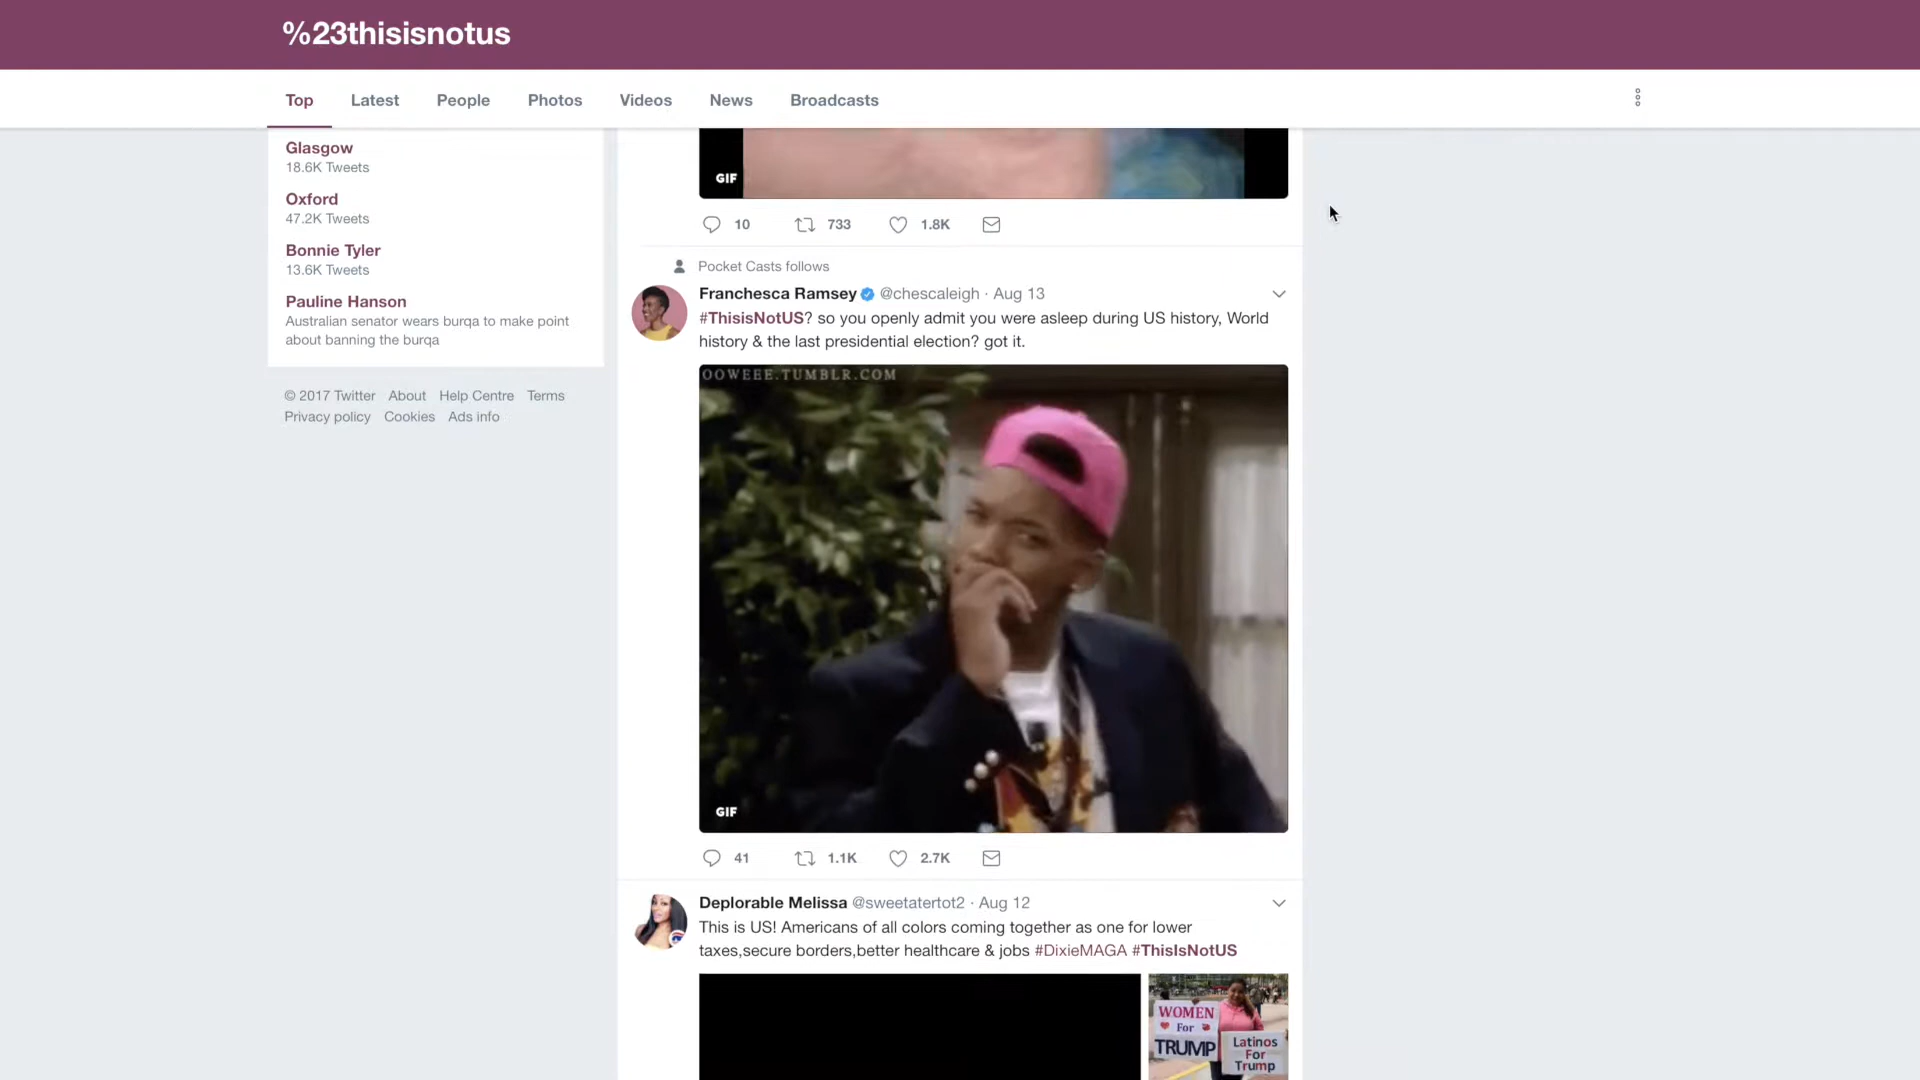 %23thisisnotus
Top Latest People Photos Videos News Broadcasts
Glasgow
18.6K Tweets
Oxford
47.2K Tweets
Bonnie Tyler
13.6K Tweets
Pauline Hanson
Australian senator wears burqa to make point
about banning the burqa
© 2017 Twitter About Help Centre Terms
Privacy policy Cookies Ads info
GIF
10 733 1.8K
Pocket Casts follows
Franchesca Ramsey @chescaleigh · Aug 13
#ThisisNotUS? so you openly admit you were asleep during US history, World
history & the last presidential election? got it.
OOWEEE.TUMBLR.COM
GIF
41 1.1K 2.7K
Deplorable Melissa @sweetatertot2 · Aug 12
This is US! Americans of all colors coming together as one for lower
taxes,secure borders,better healthcare & jobs #DixieMAGA #ThisIsNotUS
WOMEN
For
TRUMP
Latinos
For
Trump